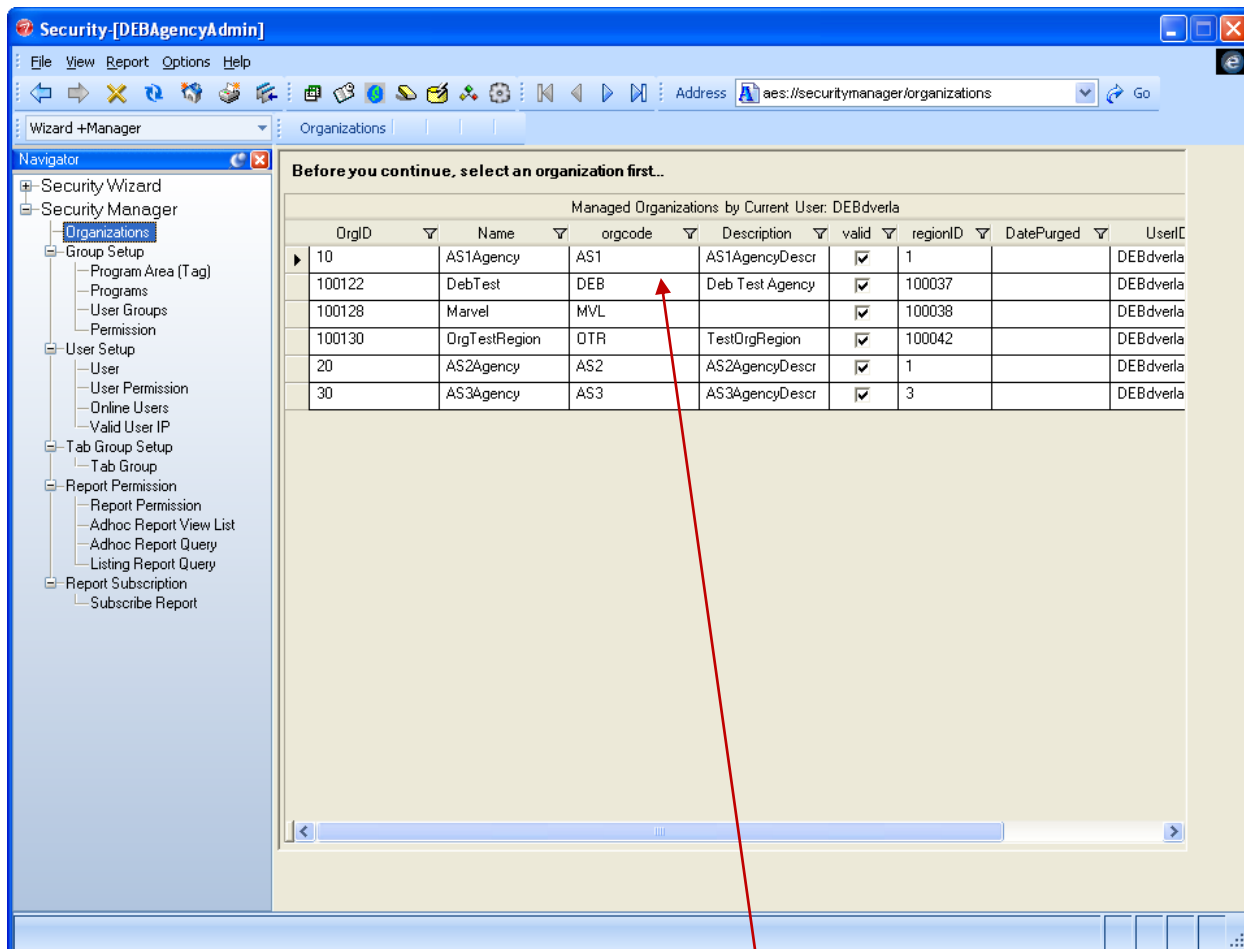 Security-[DEBAgencyAdmin]
File View Report Options Help
Address aes://securitymanager/organizations Go
Wizard +Manager Organizations
Navigator
Security Wizard
Security Manager
Organizations
Group Setup
Program Area (Tag)
Programs
User Groups
Permission
User Setup
User
User Permission
Online Users
Valid User IP
Tab Group Setup
Tab Group
Report Permission
Report Permission
Adhoc Report View List
Adhoc Report Query
Listing Report Query
Report Subscription
Subscribe Report
Before you continue, select an organization first...
Managed Organizations by Current User: DEBdverla
OrgID Name orgcode Description valid regionID DatePurged UserID
10 AS1Agency AS1 AS1AgencyDescr 1 DEBdverla
100122 DebTest DEB Deb Test Agency 100037 DEBdverla
100128 Marvel MVL 100038 DEBdverla
100130 OrgTestRegion OTR TestOrgRegion 100042 DEBdverla
20 AS2Agency AS2 AS2AgencyDescr 1 DEBdverla
30 AS3Agency AS3 AS3AgencyDescr 3 DEBdverla